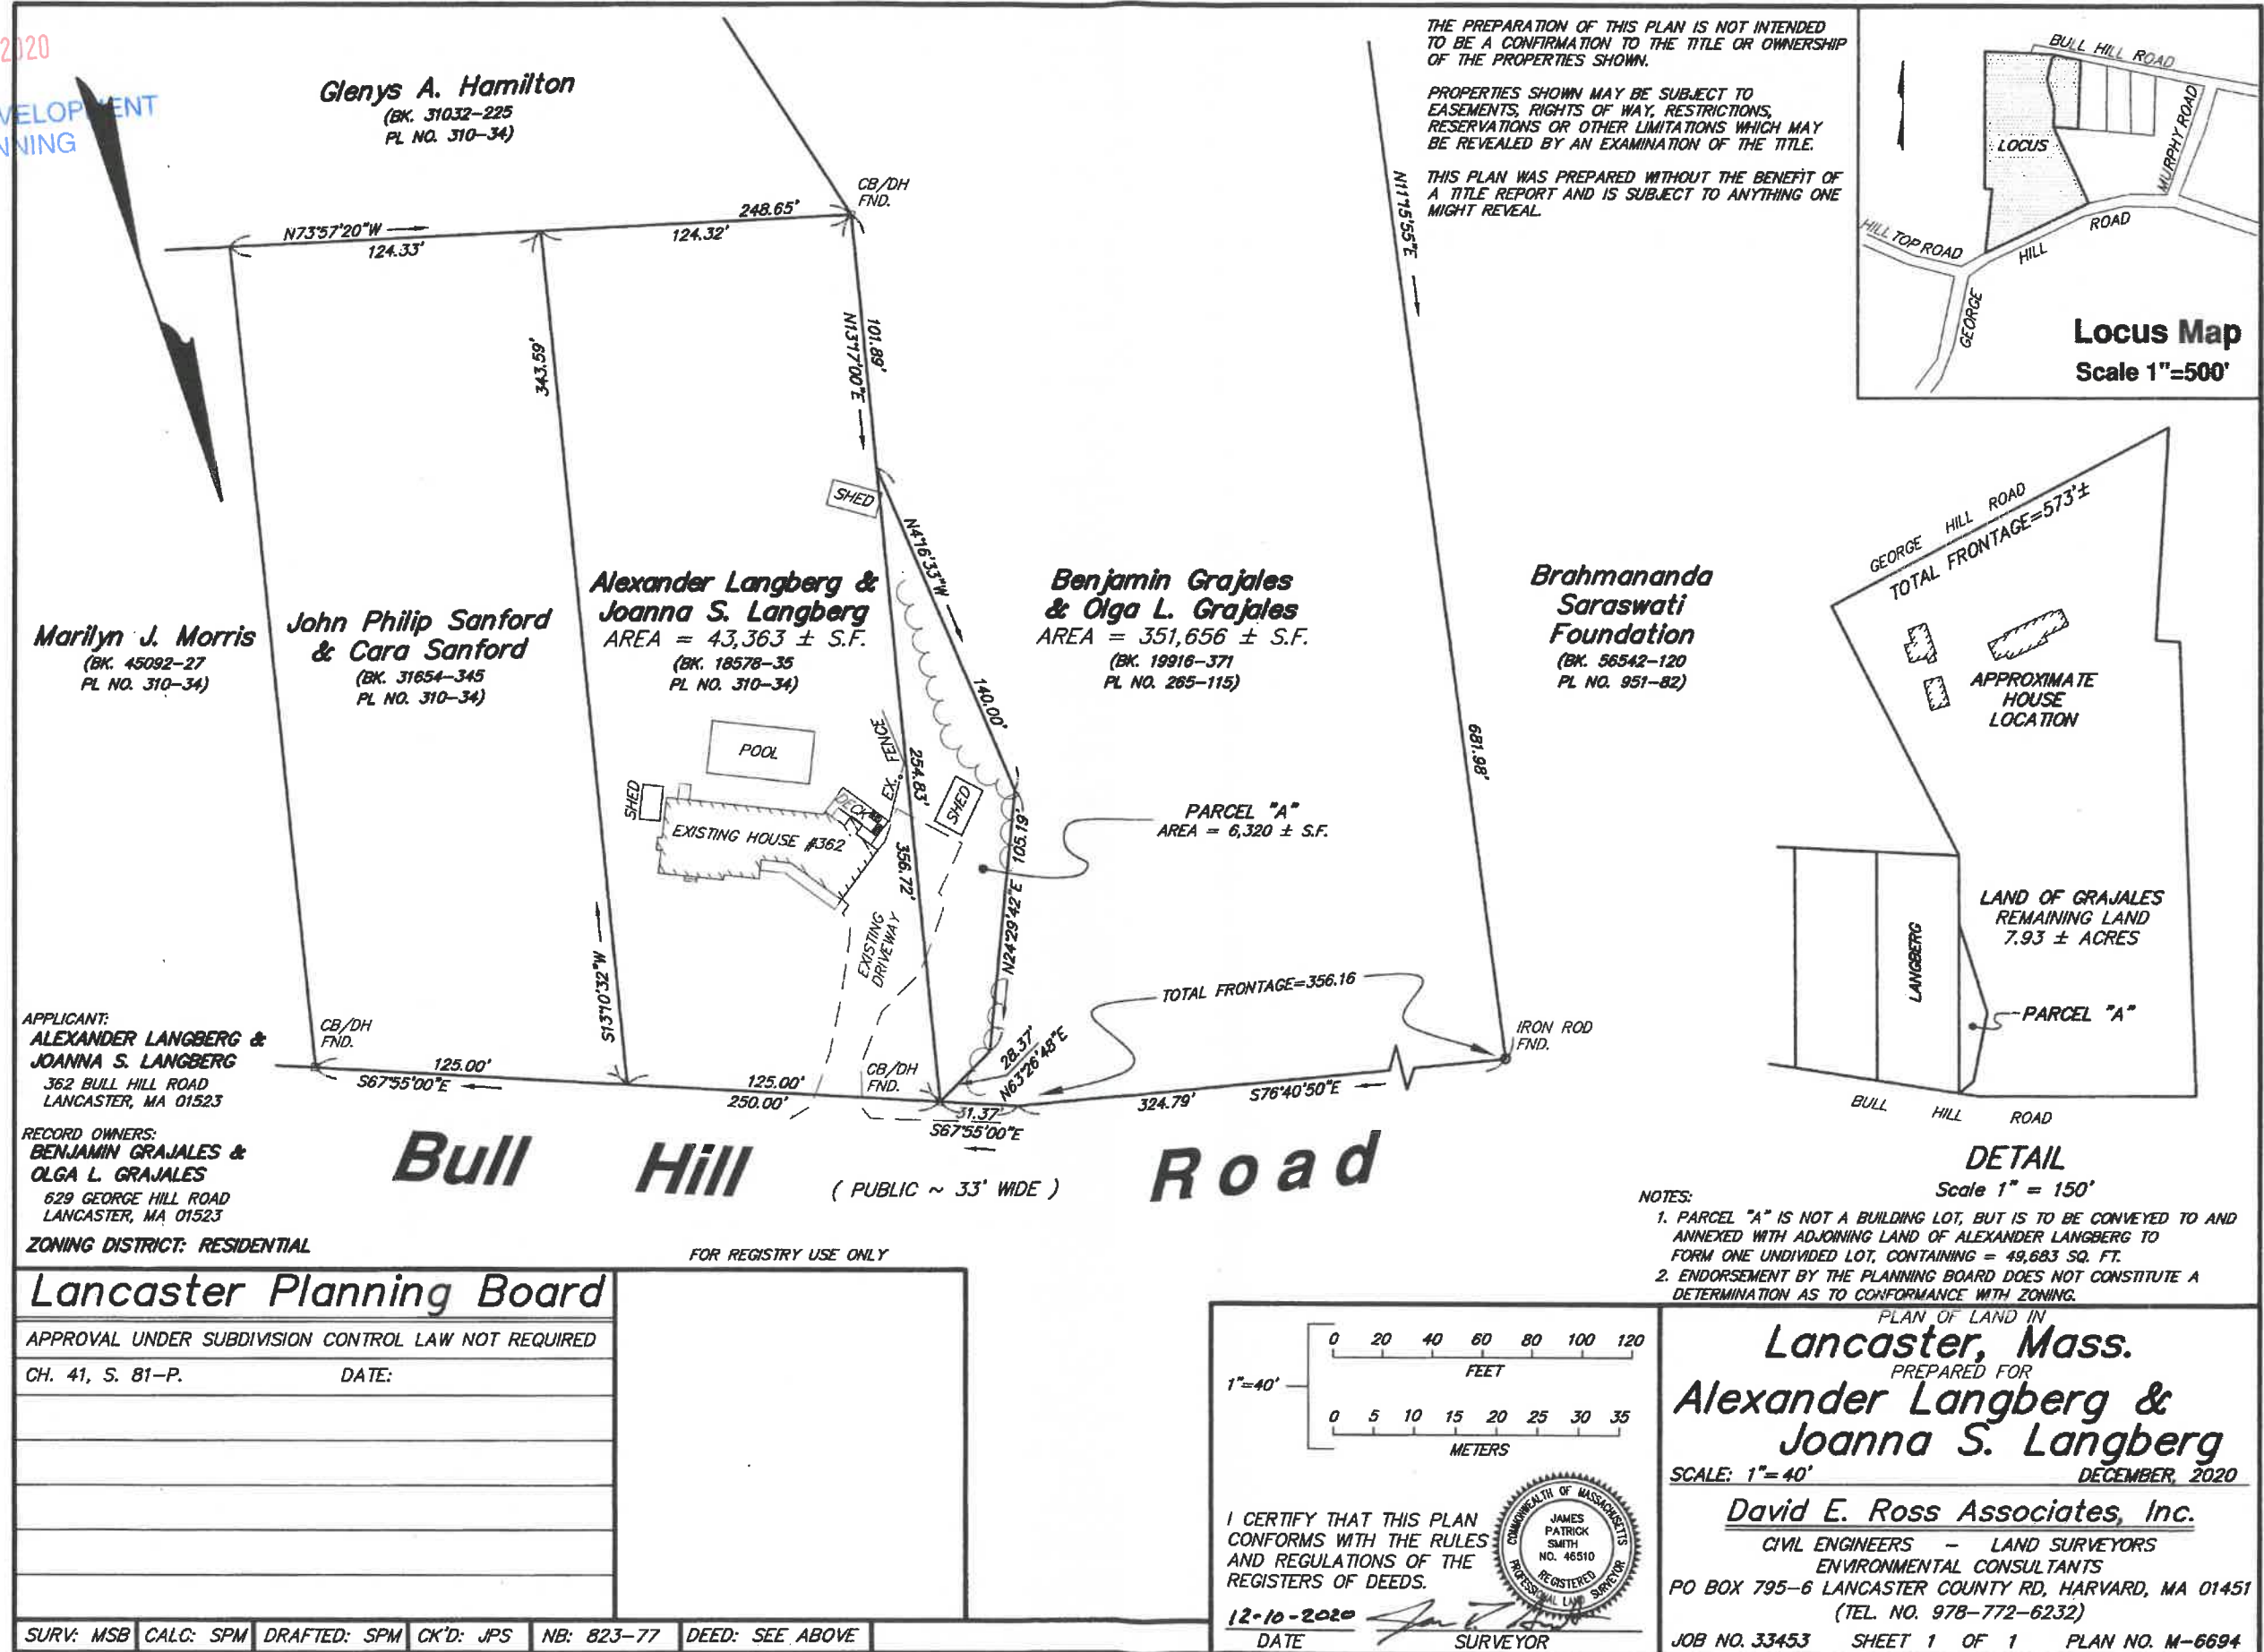 2020
VELOPMENT
NNING
Glenys A. Hamilton
(BK. 31032-225
PL NO. 310-34)
CB/DH
FND.
N73°57'20"W
248.65'
124.33'
124.32'
343.59'
101.89'
N13°17'00"E
N11°15'55"E
THE PREPARATION OF THIS PLAN IS NOT INTENDED
TO BE A CONFIRMATION TO THE TITLE OR OWNERSHIP
OF THE PROPERTIES SHOWN.
PROPERTIES SHOWN MAY BE SUBJECT TO
EASEMENTS, RIGHTS OF WAY, RESTRICTIONS,
RESERVATIONS OR OTHER LIMITATIONS WHICH MAY
BE REVEALED BY AN EXAMINATION OF THE TITLE.
THIS PLAN WAS PREPARED WITHOUT THE BENEFIT OF
A TITLE REPORT AND IS SUBJECT TO ANYTHING ONE
MIGHT REVEAL.
BULL HILL ROAD
MURPHY ROAD
LOCUS
HILL TOP ROAD
GEORGE
HILL
ROAD
Locus Map
Scale 1"=500'
SHED
N4°16'33"W
140.00'
Marilyn J. Morris
(BK. 45092-27
PL NO. 310-34)
John Philip Sanford
& Cara Sanford
(BK. 31654-345
PL NO. 310-34)
Alexander Langberg &
Joanna S. Langberg
AREA = 43,363 ± S.F.
(BK. 18578-35
PL NO. 310-34)
Benjamin Grajales
& Olga L. Grajales
AREA = 351,656 ± S.F.
(BK. 19916-371
PL NO. 265-115)
Brahmananda
Saraswati
Foundation
(BK. 56542-120
PL NO. 951-82)
681.98'
POOL
SHED
DECK
EX. FENCE
254.83'
SHED
EXISTING HOUSE #362
356.72'
105.19'
N24°29'42"E
PARCEL "A"
AREA = 6,320 ± S.F.
EXISTING
DRIVEWAY
S13°10'32"W
TOTAL FRONTAGE=356.16
28.37'
N63°26'48"E
IRON ROD
FND.
CB/DH
FND.
125.00'
S67°55'00"E
125.00'
250.00'
CB/DH
FND.
31.37'
S67°55'00"E
324.79'
S76°40'50"E
Bull Hill Road
( PUBLIC ~ 33' WIDE )
APPLICANT:
ALEXANDER LANGBERG &
JOANNA S. LANGBERG
362 BULL HILL ROAD
LANCASTER, MA 01523
RECORD OWNERS:
BENJAMIN GRAJALES &
OLGA L. GRAJALES
629 GEORGE HILL ROAD
LANCASTER, MA 01523
ZONING DISTRICT: RESIDENTIAL
GEORGE HILL ROAD
TOTAL FRONTAGE=573'±
APPROXIMATE
HOUSE
LOCATION
LAND OF GRAJALES
REMAINING LAND
7.93 ± ACRES
LANGBERG
PARCEL "A"
BULL HILL ROAD
DETAIL
Scale 1" = 150'
NOTES:
1. PARCEL "A" IS NOT A BUILDING LOT, BUT IS TO BE CONVEYED TO AND
ANNEXED WITH ADJOINING LAND OF ALEXANDER LANGBERG TO
FORM ONE UNDIVIDED LOT, CONTAINING = 49,683 SQ. FT.
2. ENDORSEMENT BY THE PLANNING BOARD DOES NOT CONSTITUTE A
DETERMINATION AS TO CONFORMANCE WITH ZONING.
FOR REGISTRY USE ONLY
Lancaster Planning Board
APPROVAL UNDER SUBDIVISION CONTROL LAW NOT REQUIRED
CH. 41, S. 81-P. DATE:
1"=40'
0 20 40 60 80 100 120
FEET
0 5 10 15 20 25 30 35
METERS
I CERTIFY THAT THIS PLAN
CONFORMS WITH THE RULES
AND REGULATIONS OF THE
REGISTERS OF DEEDS.
COMMONWEALTH OF MASSACHUSETTS
JAMES
PATRICK
SMITH
NO. 46510
REGISTERED
PROFESSIONAL LAND SURVEYOR
12-10-2020
DATE SURVEYOR
PLAN OF LAND IN
Lancaster, Mass.
PREPARED FOR
Alexander Langberg &
Joanna S. Langberg
SCALE: 1"=40' DECEMBER, 2020
David E. Ross Associates, Inc.
CIVIL ENGINEERS - LAND SURVEYORS
ENVIRONMENTAL CONSULTANTS
PO BOX 795-6 LANCASTER COUNTY RD, HARVARD, MA 01451
(TEL. NO. 978-772-6232)
JOB NO. 33453 SHEET 1 OF 1 PLAN NO. M-6694
SURV: MSB CALC: SPM DRAFTED: SPM CK'D: JPS NB: 823-77 DEED: SEE ABOVE